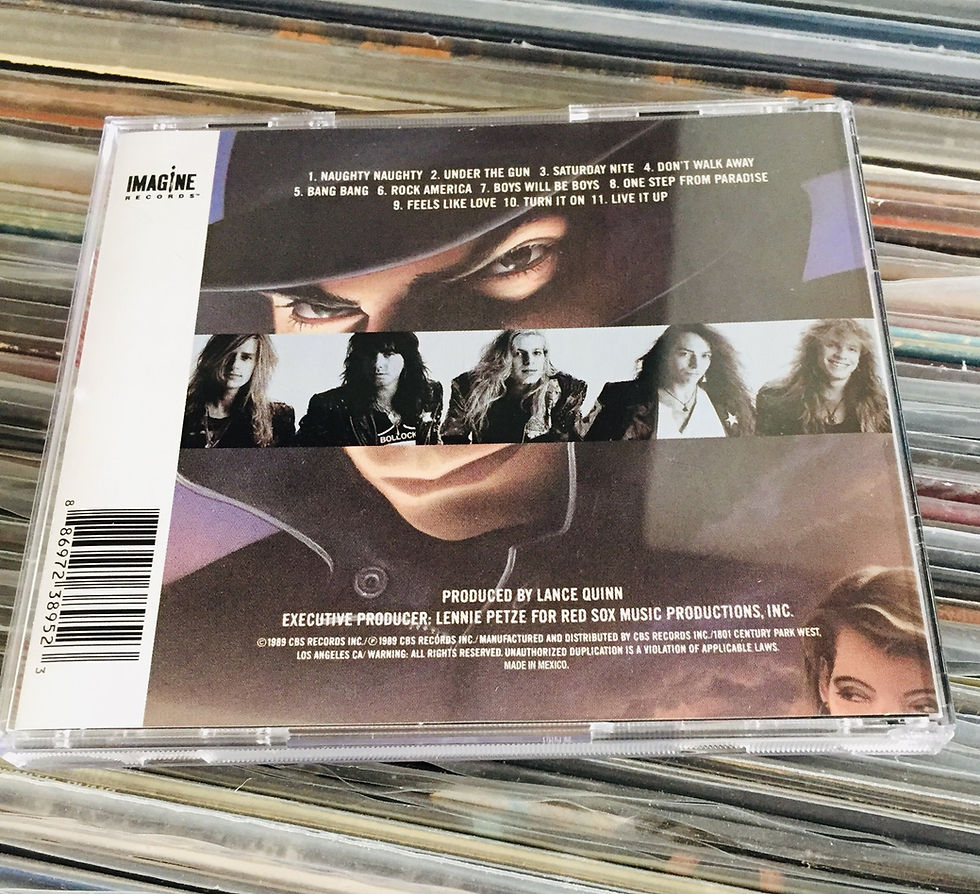 IMAGINE
RECORDS™
1. NAUGHTY NAUGHTY 2. UNDER THE GUN 3. SATURDAY NITE 4. DON'T WALK AWAY
5. BANG BANG 6. ROCK AMERICA 7. BOYS WILL BE BOYS 8. ONE STEP FROM PARADISE
9. FEELS LIKE LOVE 10. TURN IT ON 11. LIVE IT UP
BOLLOCK
PRODUCED BY LANCE QUINN
EXECUTIVE PRODUCER: LENNIE PETZE FOR RED SOX MUSIC PRODUCTIONS, INC.
©1989 CBS RECORDS INC./℗1989 CBS RECORDS INC./MANUFACTURED AND DISTRIBUTED BY CBS RECORDS INC./1801 CENTURY PARK WEST,
LOS ANGELES CA/ WARNING: ALL RIGHTS RESERVED. UNAUTHORIZED DUPLICATION IS A VIOLATION OF APPLICABLE LAWS.
MADE IN MEXICO.
8 86972 38952 3